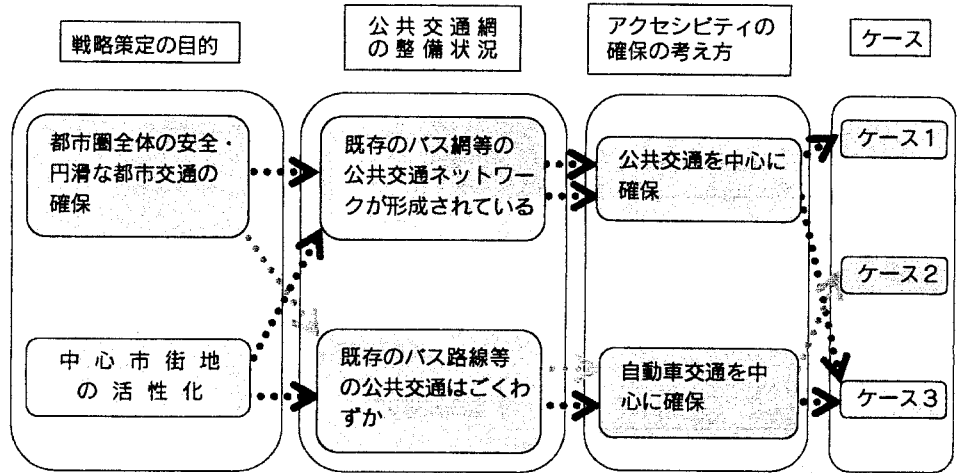 戦略策定の目的
公共交通網
の整備状況
アクセシビティの
確保の考え方
ケース
都市圏全体の安全・
円滑な都市交通の
確保
既存のバス網等の
公共交通ネットワー
クが形成されている
公共交通を中心に
確保
ケース1
ケース2
中心市街地
の活性化
既存のバス路線等
の公共交通はごくわ
ずか
自動車交通を中
心に確保
ケース3